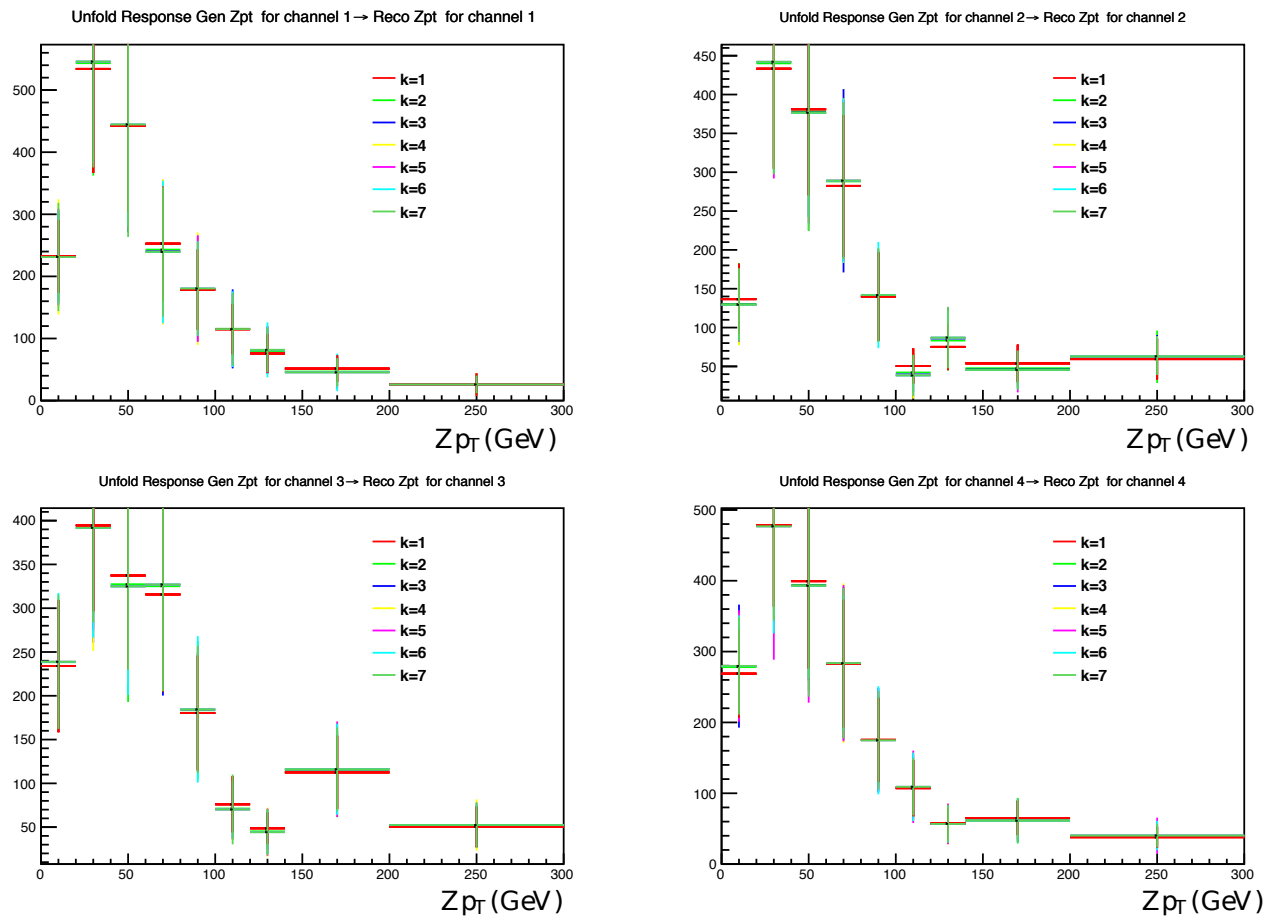 Unfold Response Gen Zpt for channel 1→ Reco Zpt for channel 1
500
400
300
200
100
0
k=1
k=2
k=3
k=4
k=5
k=6
k=7
0 50 100 150 200 250 300
Z p_T (GeV)
Unfold Response Gen Zpt for channel 2→ Reco Zpt for channel 2
450
400
350
300
250
200
150
100
50
0
k=1
k=2
k=3
k=4
k=5
k=6
k=7
0 50 100 150 200 250 300
Z p_T (GeV)
Unfold Response Gen Zpt for channel 3→ Reco Zpt for channel 3
400
350
300
250
200
150
100
50
k=1
k=2
k=3
k=4
k=5
k=6
k=7
0 50 100 150 200 250 300
Z p_T (GeV)
Unfold Response Gen Zpt for channel 4→ Reco Zpt for channel 4
500
400
300
200
100
0
k=1
k=2
k=3
k=4
k=5
k=6
k=7
0 50 100 150 200 250 300
Z p_T (GeV)